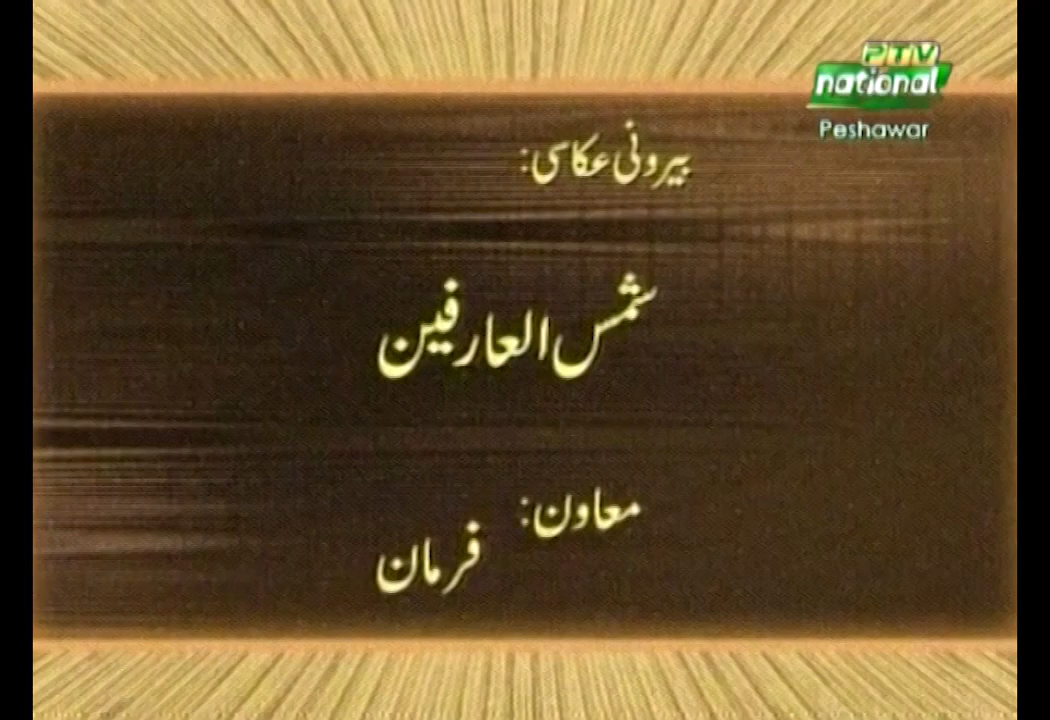 PTV
national
Peshawar
بیرونی عکاسی:
شمس العارفین
معاون:
فرمان